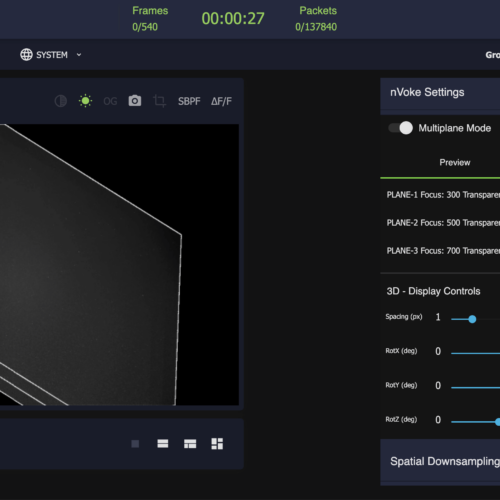 Frames 00:00:27 Packets
0/540 0/137840
SYSTEM Gro
OG SBPF ΔF/F
nVoke Settings
Multiplane Mode
Preview
PLANE-1 Focus: 300 Transparen
PLANE-2 Focus: 500 Transparen
PLANE-3 Focus: 700 Transparen
3D - Display Controls
Spacing (px) 1
RotX (deg) 0
RotY (deg) 0
RotZ (deg) 0
Spatial Downsampling